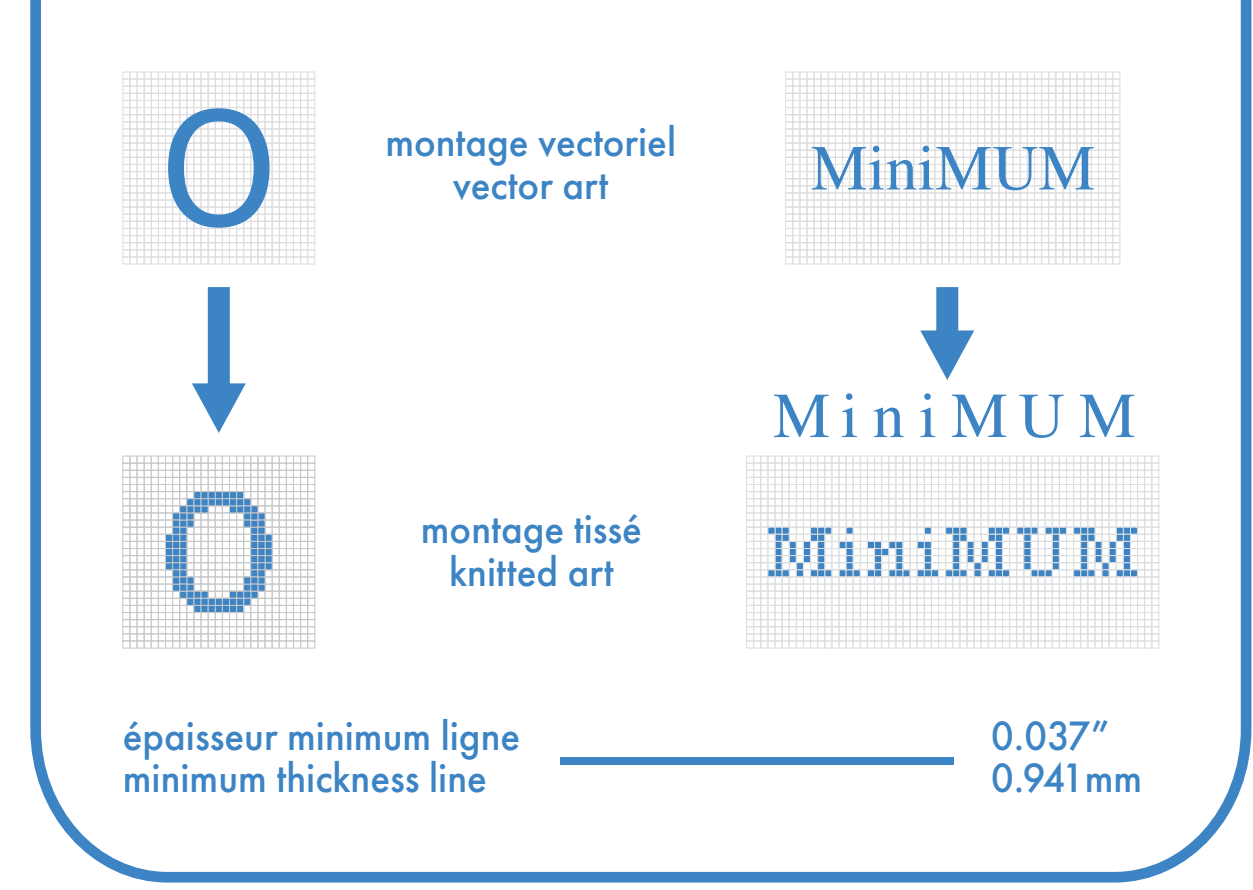 O
montage vectoriel
vector art
MiniMUM
MiniMUM
O
montage tissé
knitted art
MiniMUM
épaisseur minimum ligne
minimum thickness line
0.037"
0.941mm